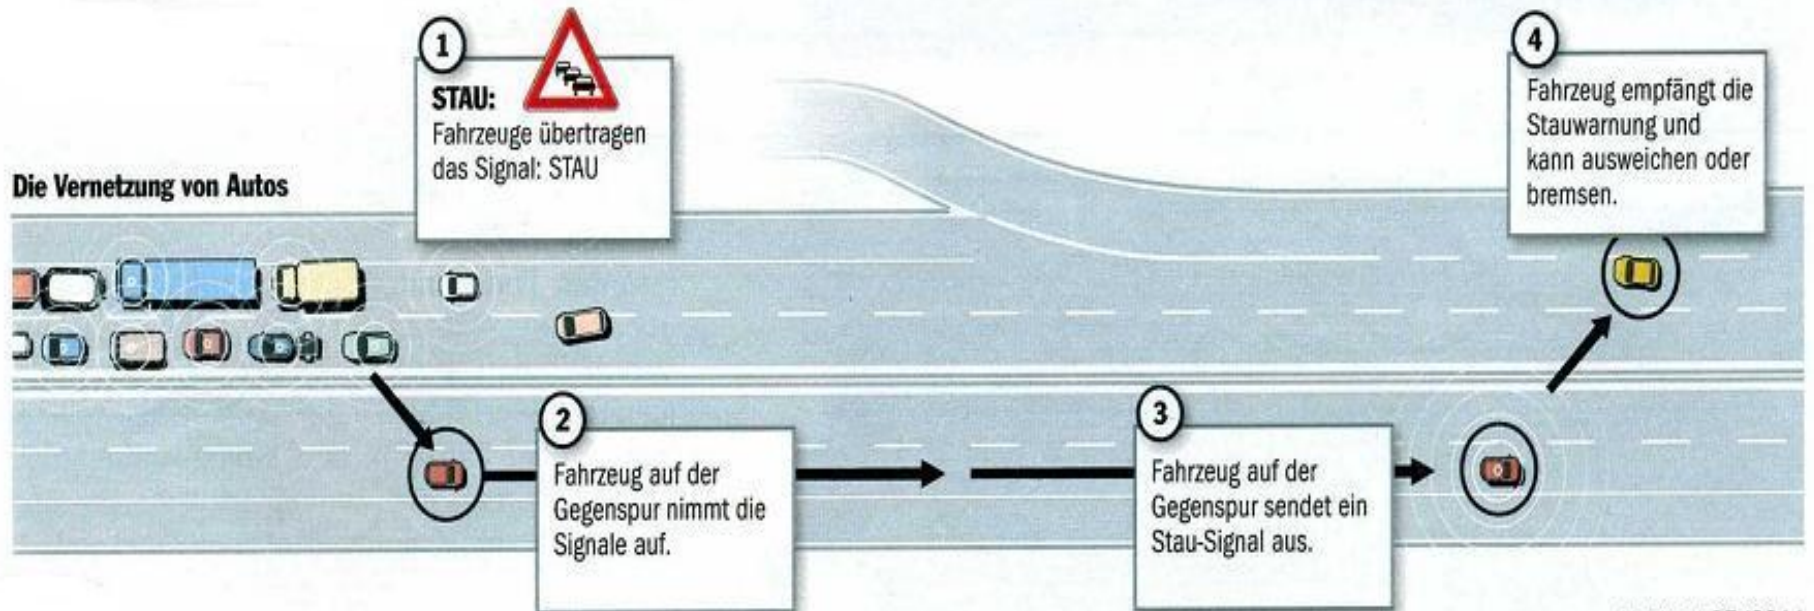 Die Vernetzung von Autos
1
STAU:
Fahrzeuge übertragen
das Signal: STAU
2
Fahrzeug auf der
Gegenspur nimmt die
Signale auf.
3
Fahrzeug auf der
Gegenspur sendet ein
Stau-Signal aus.
4
Fahrzeug empfängt die
Stauwarnung und
kann ausweichen oder
bremsen.